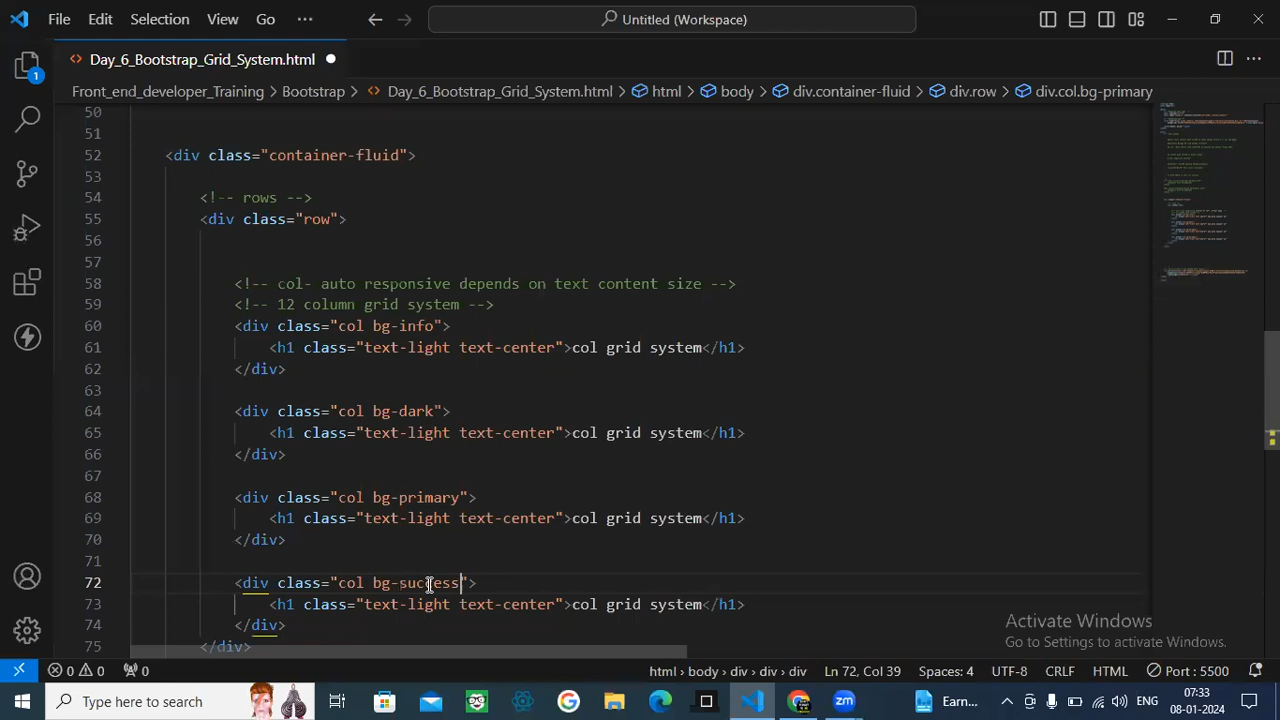 File Edit Selection View Go ··· Untitled (Workspace)
Day_6_Bootstrap_Grid_System.html
Front_end_developer_Training > Bootstrap > Day_6_Bootstrap_Grid_System.html > html > body > div.container-fluid > div.row > div.col.bg-primary
50
51
52 <div class="container-fluid">
53
54 <!-- rows -->
55 <div class="row">
56
57
58 <!-- col- auto responsive depends on text content size -->
59 <!-- 12 column grid system -->
60 <div class="col bg-info">
61 <h1 class="text-light text-center">col grid system</h1>
62 </div>
63
64 <div class="col bg-dark">
65 <h1 class="text-light text-center">col grid system</h1>
66 </div>
67
68 <div class="col bg-primary">
69 <h1 class="text-light text-center">col grid system</h1>
70 </div>
71
72 <div class="col bg-success">
73 <h1 class="text-light text-center">col grid system</h1>
74 </div>
75 </div>
1
Activate Windows
Go to Settings to activate Windows.
0 0 0 html > body > div > div > div Ln 72, Col 39 Spaces: 4 UTF-8 CRLF HTML Port : 5500
Type here to search zm Earn... ENG 07:33
08-01-2024